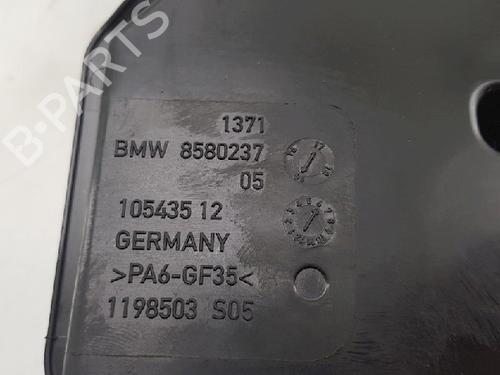 B-PARTS
1371
BMW 8580237
05
105435 12
GERMANY
>PA6-GF35<
1198503 S05